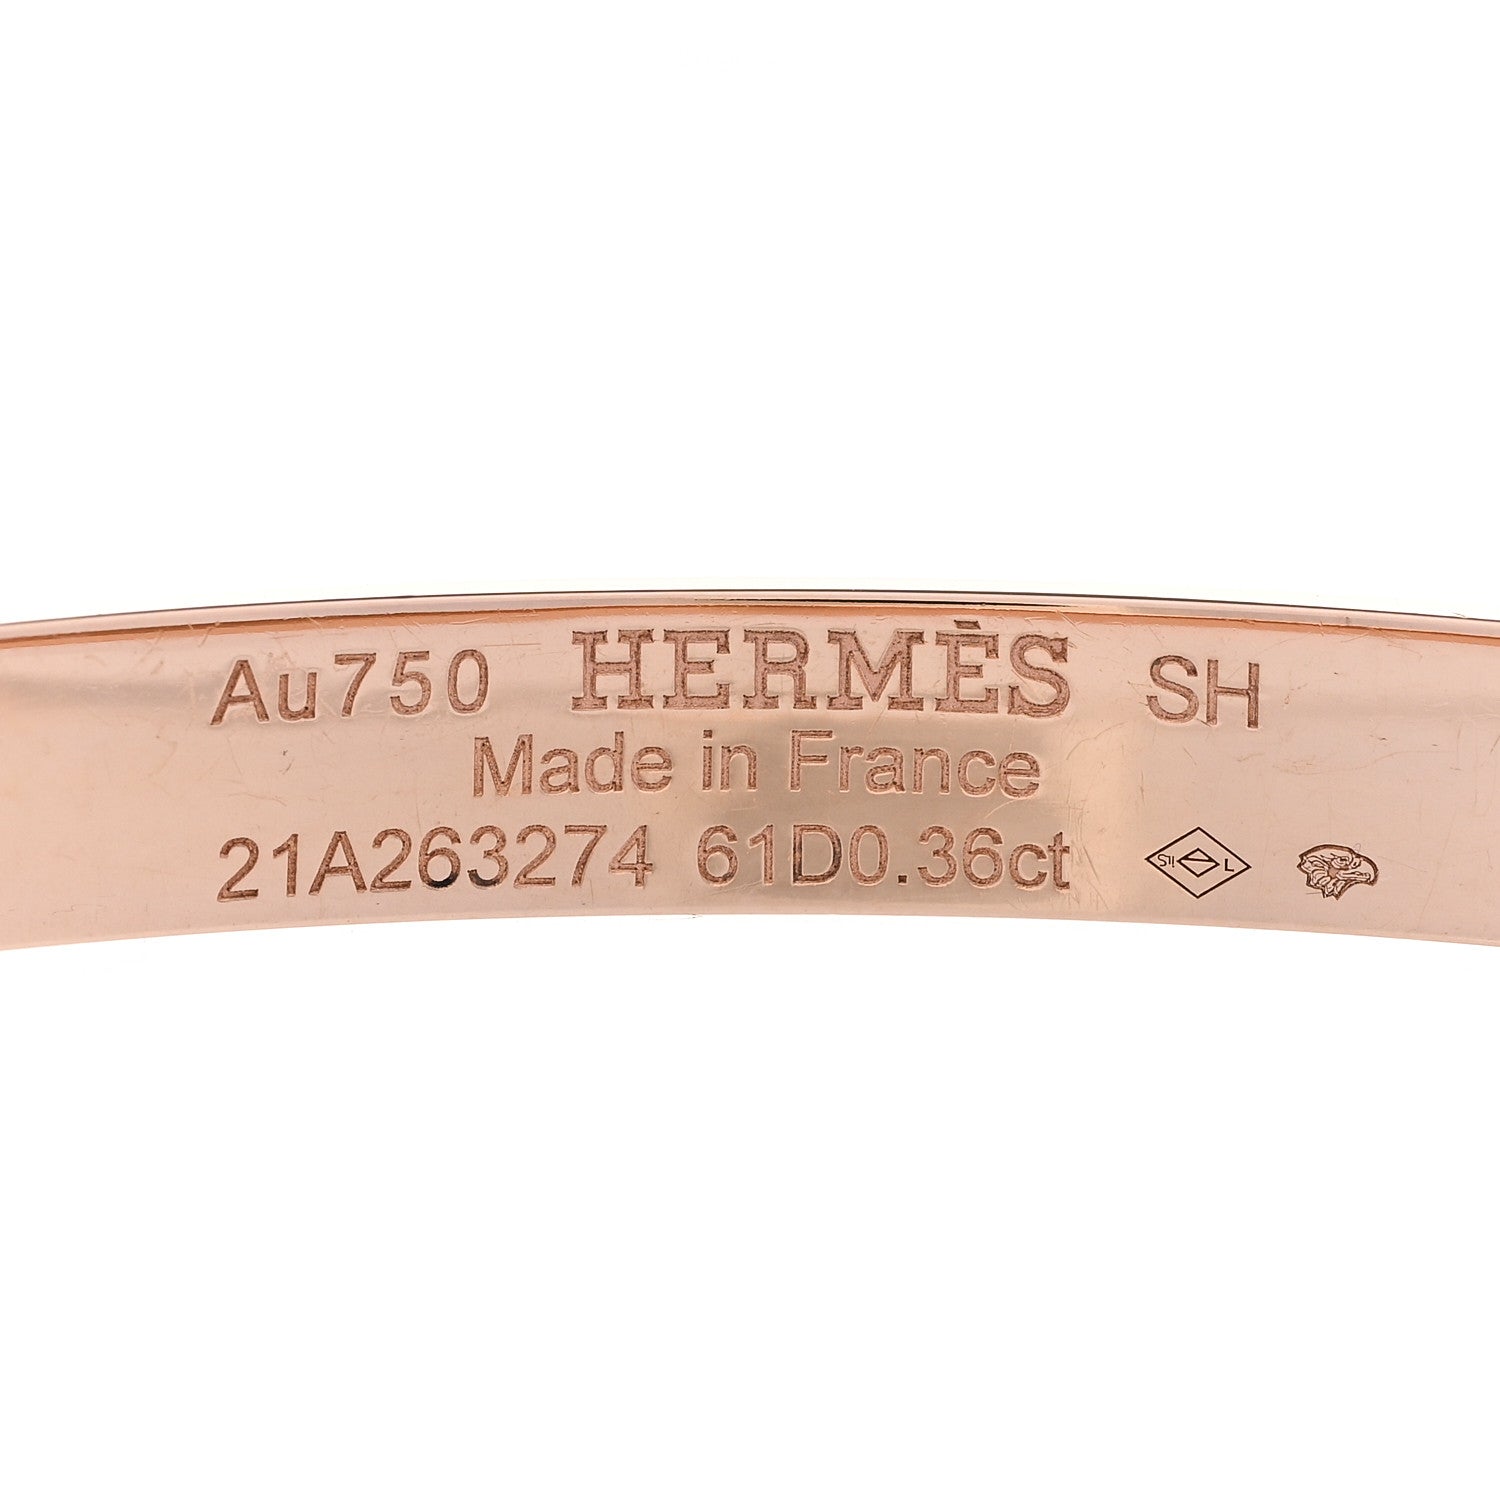 Au750 HERMÈS SH
Made in France
21A263274 61D0.36ct